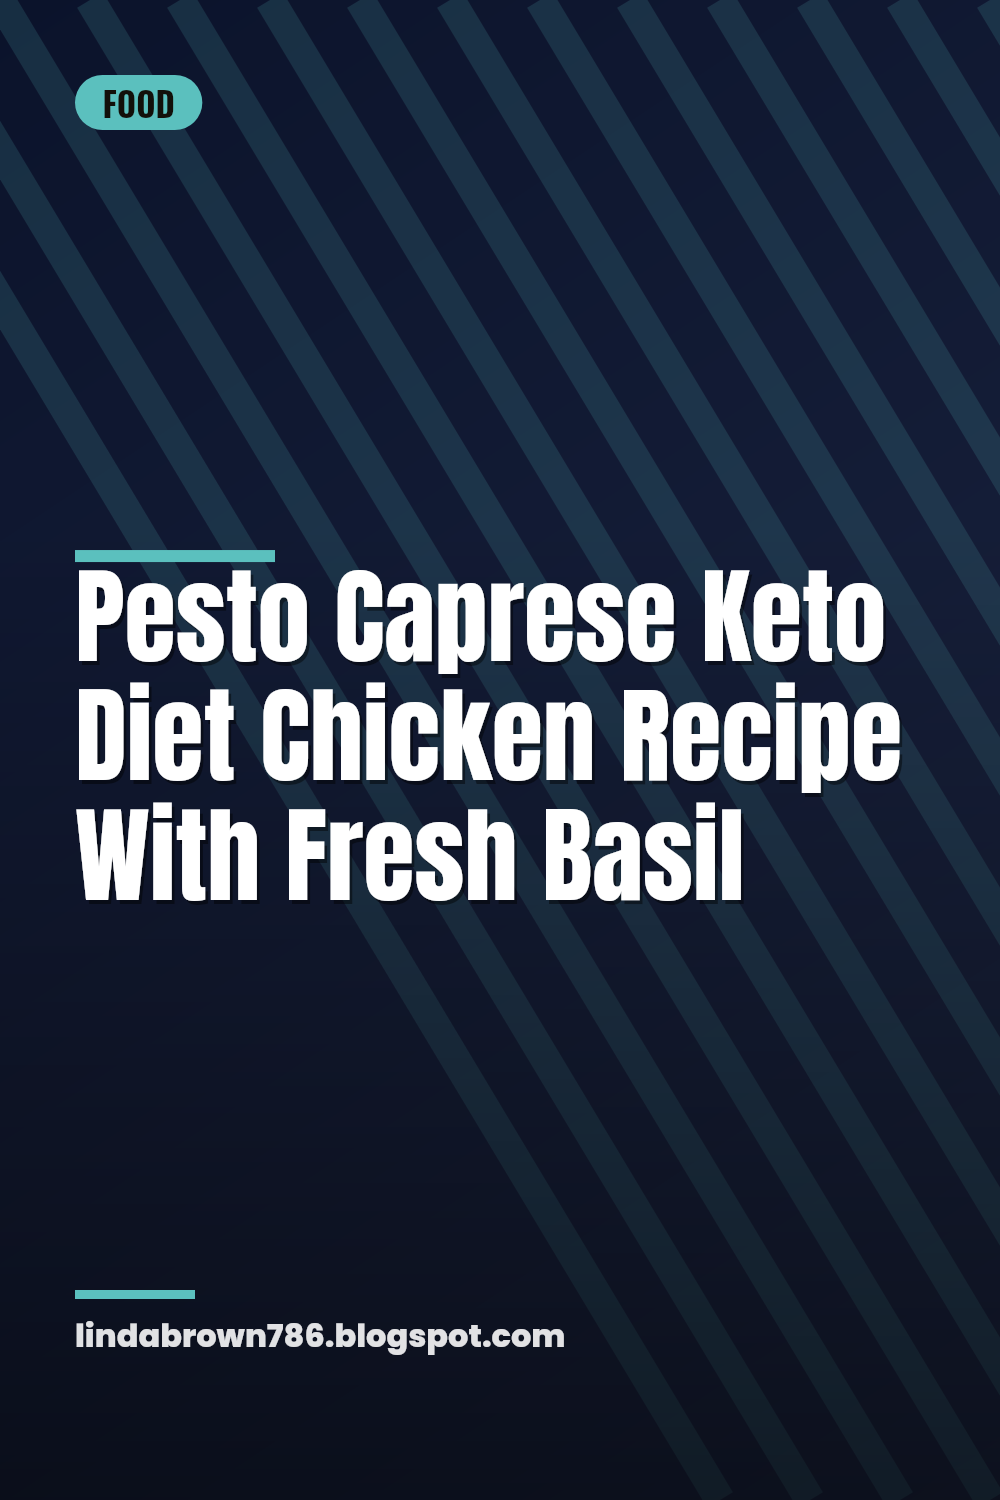 FOOD
Pesto Caprese Keto
Diet Chicken Recipe
With Fresh Basil
lindabrown786.blogspot.com